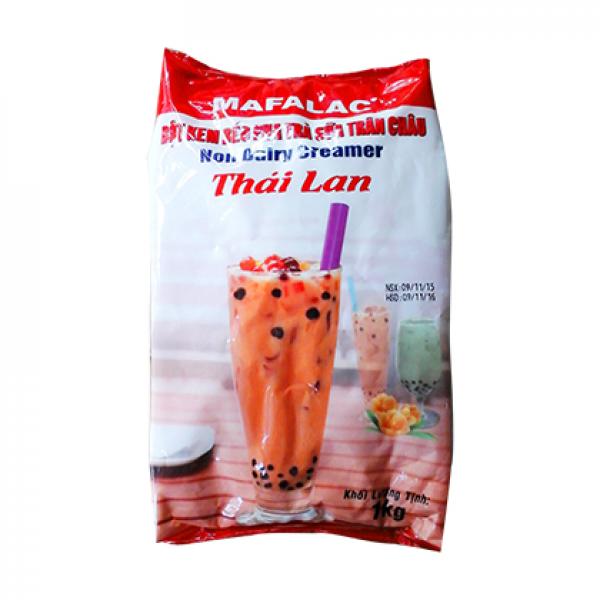 MAFALAC
BỘT KEM BÉO SỮA TRÀ SỮA TRÂN CHÂU
Non Dairy Creamer
Thái Lan
NSX:09/11/15
HSD:09/11/16
Khối Lượng Tịnh:
1kg